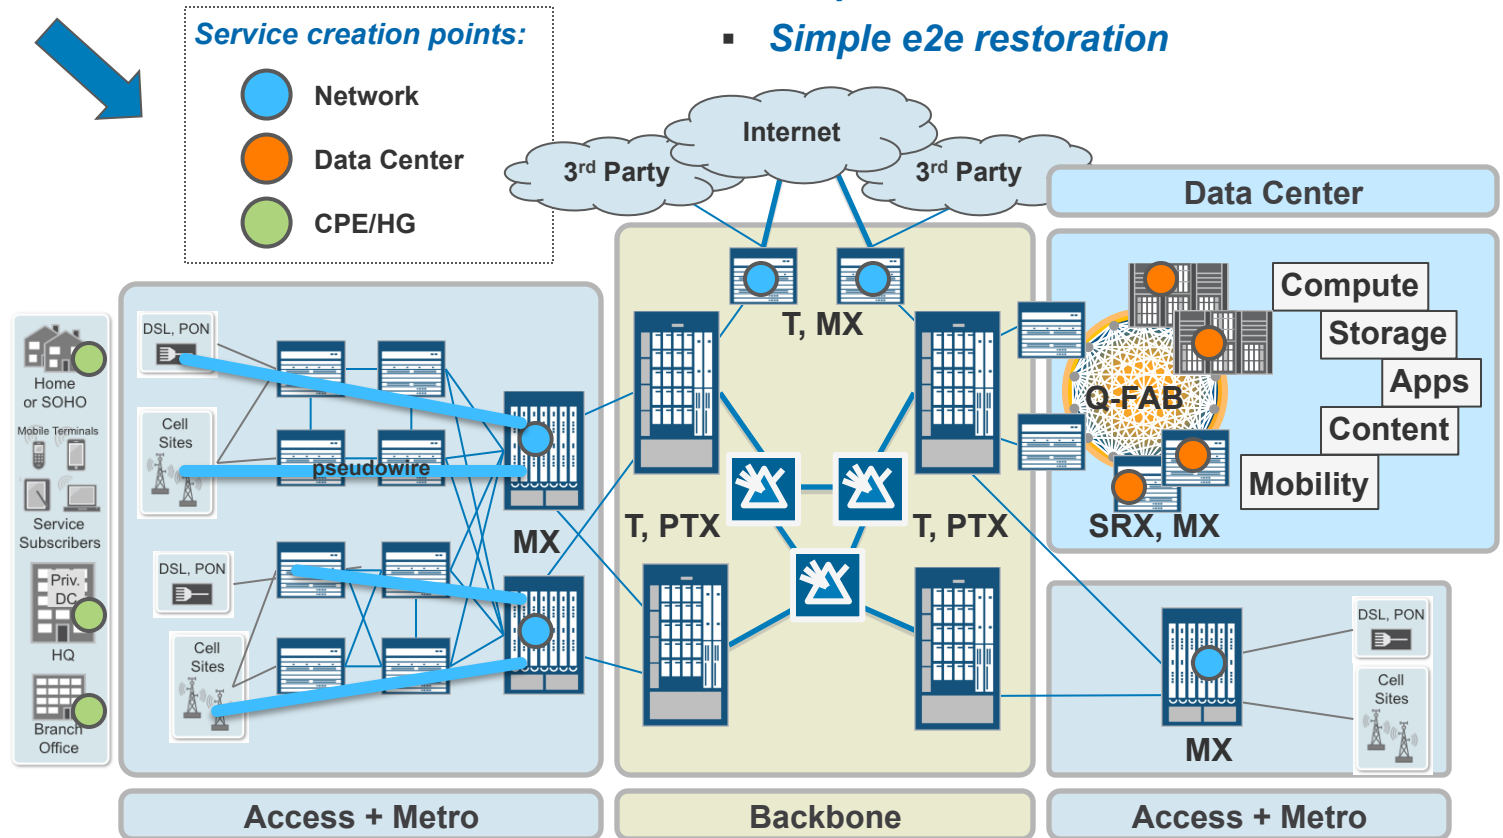 Service creation points:
Network
Data Center
CPE/HG
▪ Simple e2e restoration
Internet
3rd Party
3rd Party
Data Center
T, MX
Q-FAB
Compute
Storage
Apps
Content
Mobility
SRX, MX
Home
or SOHO
Mobile Terminals
Service
Subscribers
Priv.
DC
HQ
Branch
Office
DSL, PON
Cell
Sites
pseudowire
MX
DSL, PON
Cell
Sites
T, PTX
T, PTX
MX
DSL, PON
Cell
Sites
Access + Metro
Backbone
Access + Metro